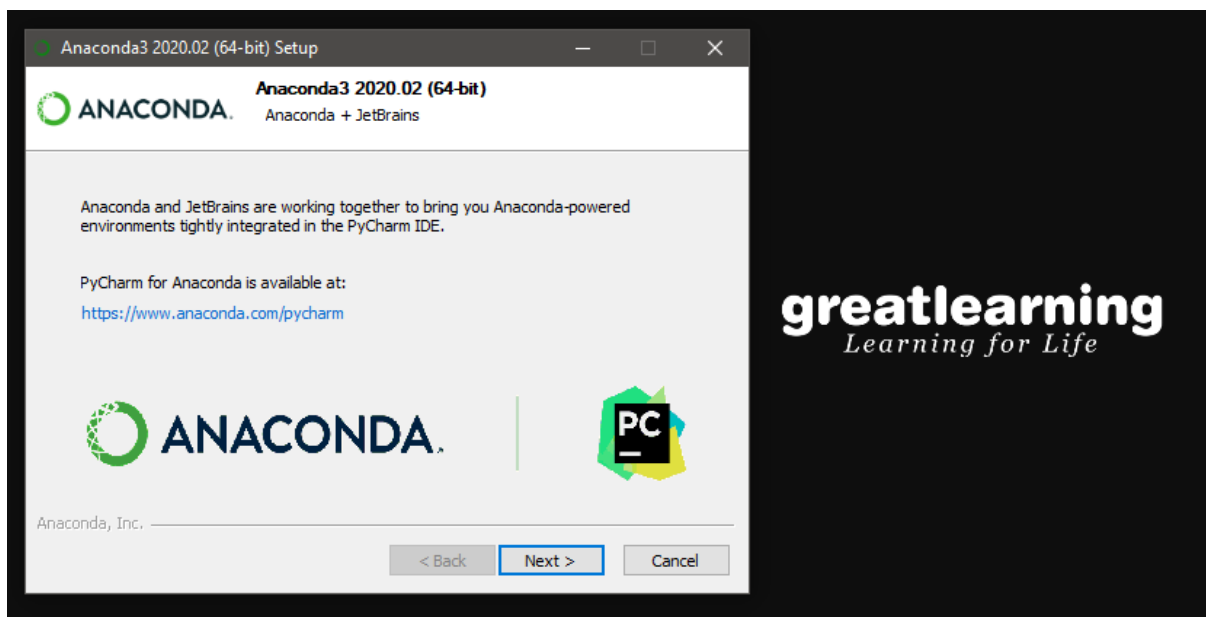 Anaconda3 2020.02 (64-bit) Setup
ANACONDA.
Anaconda3 2020.02 (64-bit)
Anaconda + JetBrains
Anaconda and JetBrains are working together to bring you Anaconda-powered
environments tightly integrated in the PyCharm IDE.
PyCharm for Anaconda is available at:
https://www.anaconda.com/pycharm
ANACONDA.
PC
Anaconda, Inc.
< Back
Next >
Cancel
greatlearning
Learning for Life